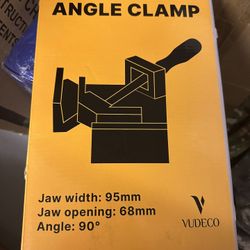 ANGLE CLAMP
Jaw width: 95mm
Jaw opening: 68mm
Angle: 90°
VUDECO